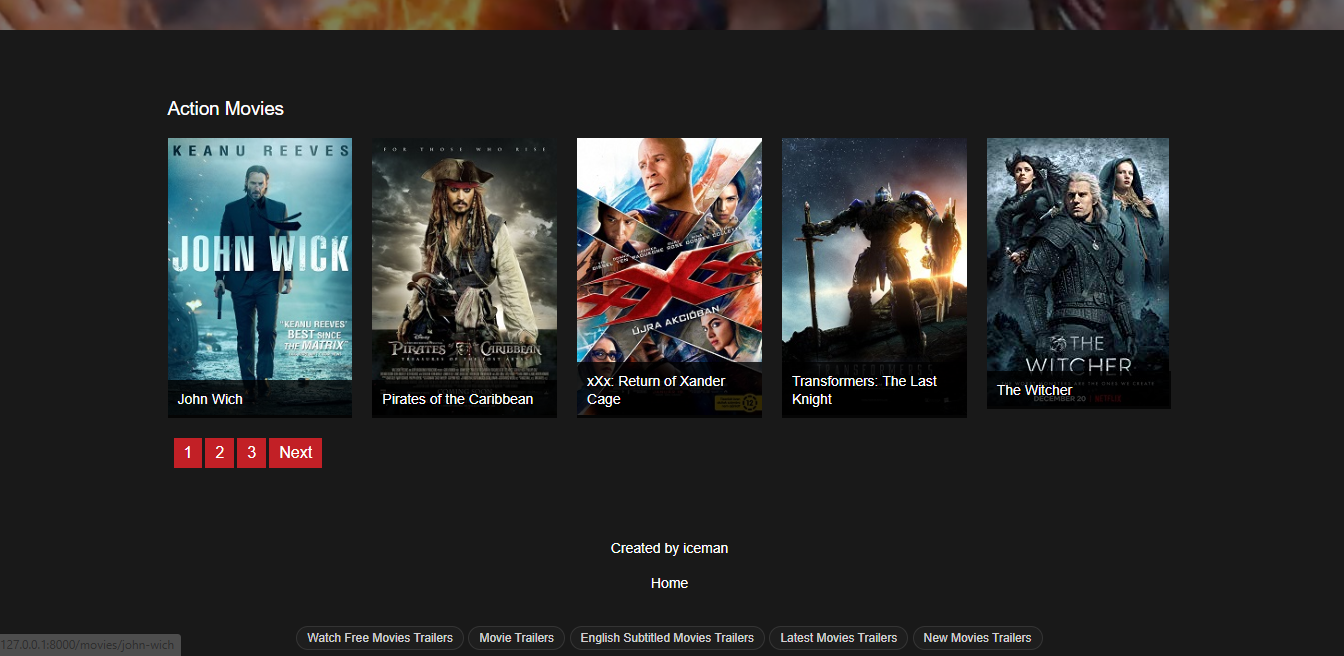 Action Movies
KEANU REEVES
JOHN WICK
"KEANU REEVES'
BEST SINCE
THE MATRIX"
John Wich
FOR THOSE WHO RISE
Disney
PIRATES OF THE CARIBBEAN
Pirates of the Caribbean
xXx
ÚJRA AKCIÓBAN
12
xXx: Return of Xander
Cage
TRANSFORMERS
Transformers: The Last
Knight
THE
WITCHER
The Witcher
DECEMBER 20 | NETFLIX
1 2 3 Next
Created by iceman
Home
Watch Free Movies Trailers Movie Trailers English Subtitled Movies Trailers Latest Movies Trailers New Movies Trailers
127.0.0.1:8000/movies/john-wich